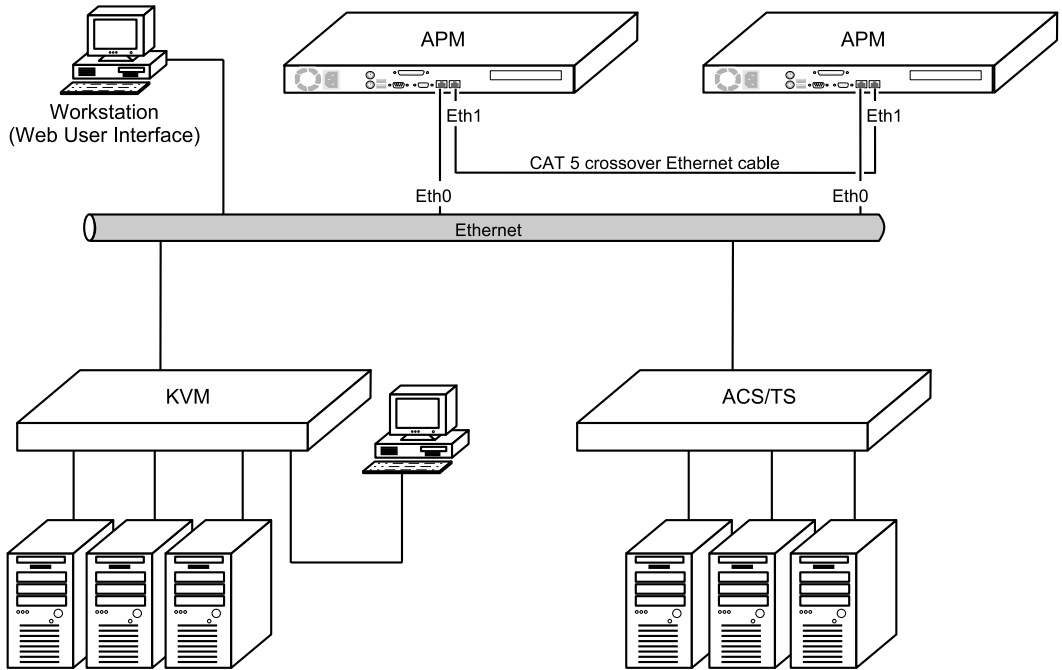 APM
APM
Workstation
(Web User Interface)
Eth1
Eth1
CAT 5 crossover Ethernet cable
Eth0
Eth0
Ethernet
KVM
ACS/TS